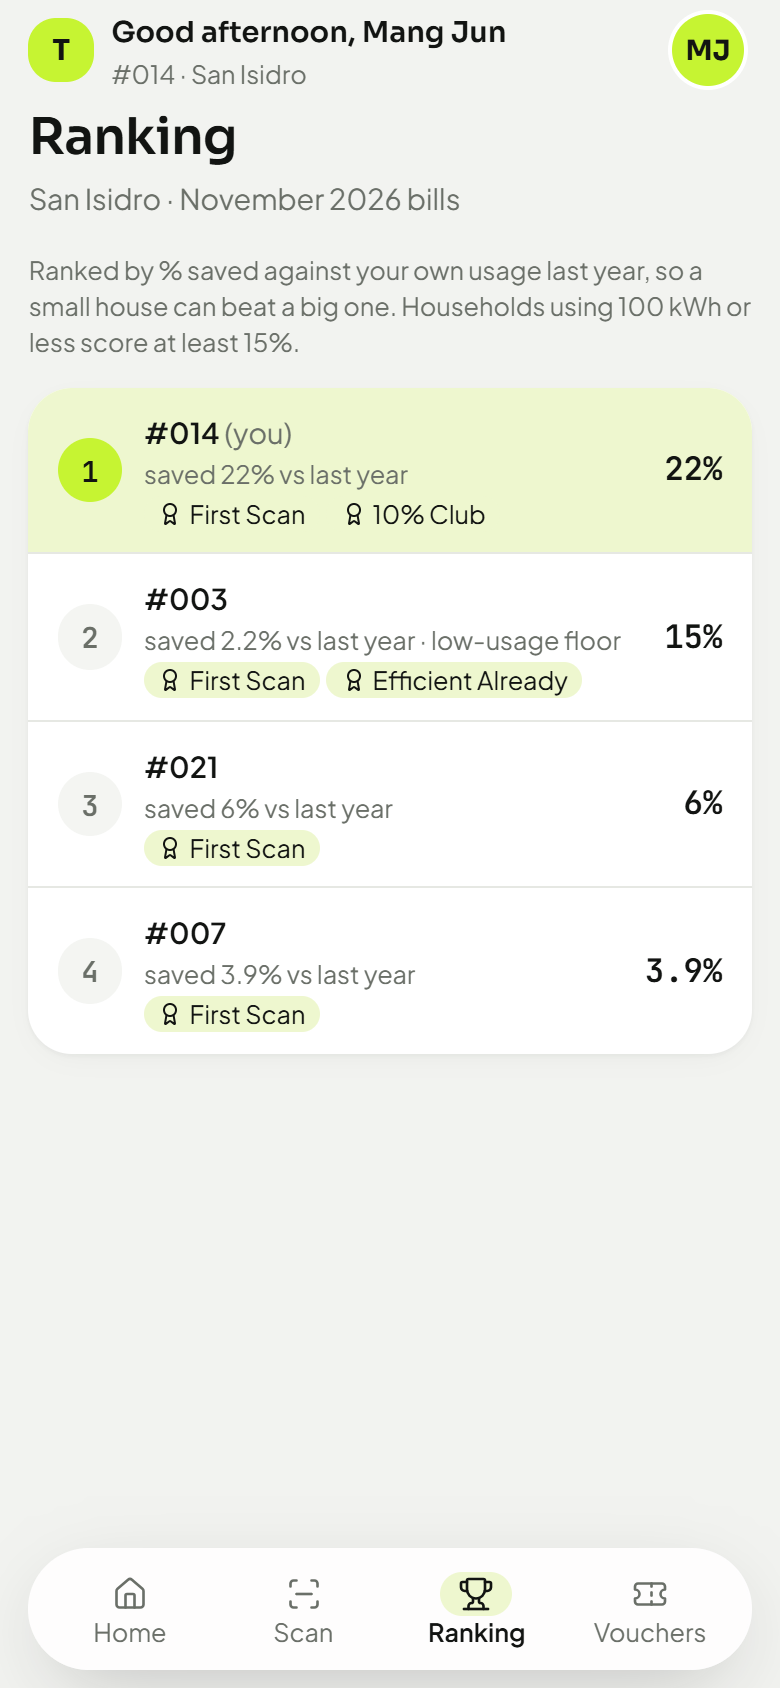 T
Good afternoon, Mang Jun
#014 · San Isidro
MJ
Ranking
San Isidro · November 2026 bills
Ranked by % saved against your own usage last year, so a
small house can beat a big one. Households using 100 kWh or
less score at least 15%.
1
#014 (you)
saved 22% vs last year
First Scan
10% Club
22%
2
#003
saved 2.2% vs last year · low-usage floor
First Scan
Efficient Already
15%
3
#021
saved 6% vs last year
First Scan
6%
4
#007
saved 3.9% vs last year
First Scan
3.9%
Home
Scan
Ranking
Vouchers